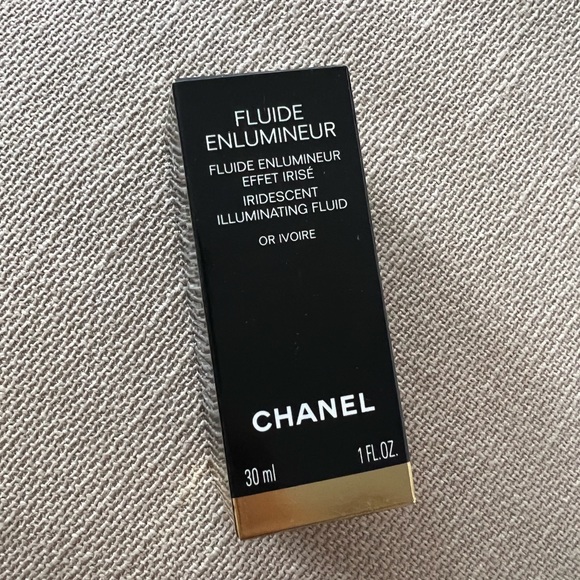 FLUIDE
ENLUMINEUR
FLUIDE ENLUMINEUR
EFFET IRISÉ
IRIDESCENT
ILLUMINATING FLUID
OR IVOIRE
CHANEL
30 ml 1 FL.OZ.